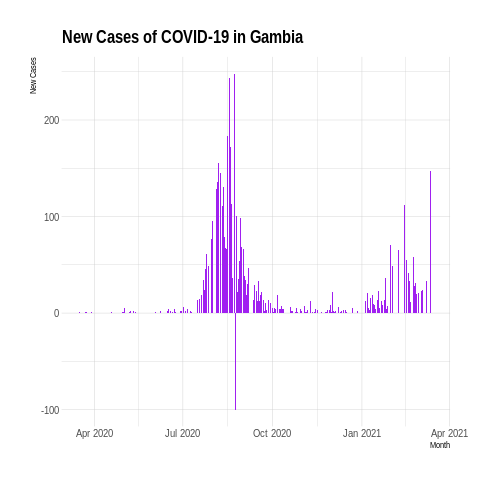 New Cases of COVID-19 in Gambia
New Cases
200
100
0
-100
Apr 2020 Jul 2020 Oct 2020 Jan 2021 Apr 2021
Month